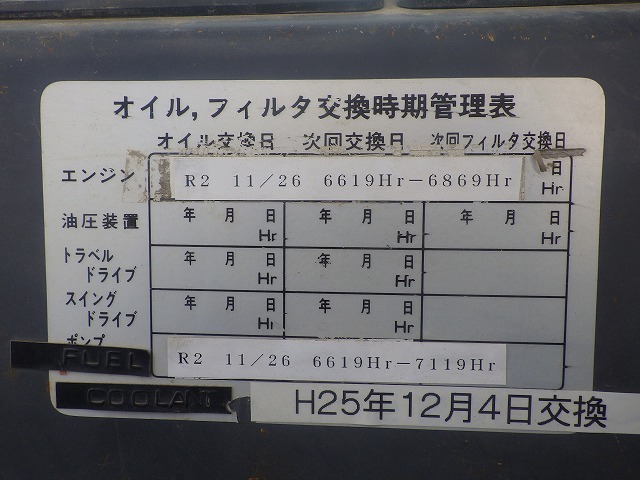 オイル,フィルタ交換時期管理表
オイル交換日 次回交換日 次回フィルタ交換日
エンジン R2 11/26 6619Hr-6869Hr 日
Hr
油圧装置 年 月 日 年 月 日 年 月 日
Hr Hr Hr
トラベル 年 月 日 年 月 日
ドライブ Hr Hr
スイング 年 月 日 年 月 日
ドライブ Hr Hr
ポンプ
FUEL R2 11/26 6619Hr-7119Hr
COOLANT H25年12月4日交換